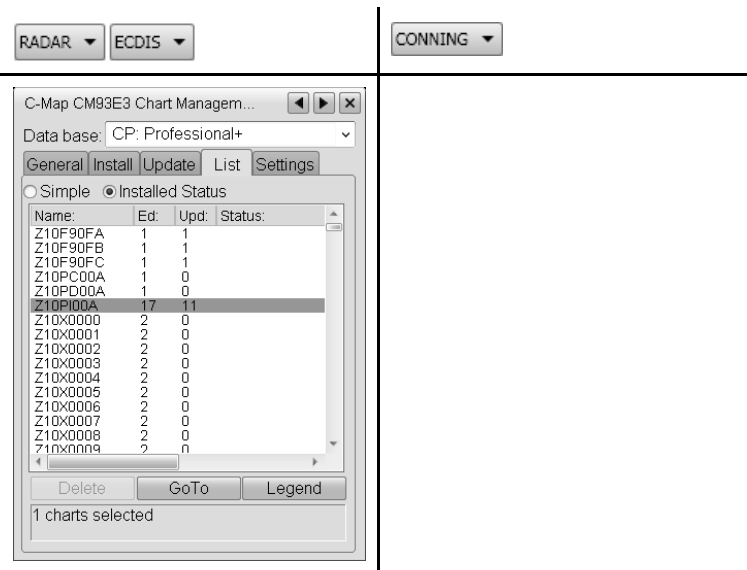 RADAR ECDIS
CONNING
C-Map CM93E3 Chart Managem...
Data base: CP: Professional+
General Install Update List Settings
Simple Installed Status
Name: Ed: Upd: Status:
Z10F90FA 1 1
Z10F90FB 1 1
Z10F90FC 1 1
Z10PC00A 1 0
Z10PD00A 1 0
Z10PI00A 17 11
Z10X0000 2 0
Z10X0001 2 0
Z10X0002 2 0
Z10X0003 2 0
Z10X0004 2 0
Z10X0005 2 0
Z10X0006 2 0
Z10X0007 2 0
Z10X0008 2 0
Z10X0009 2 0
Delete GoTo Legend
1 charts selected